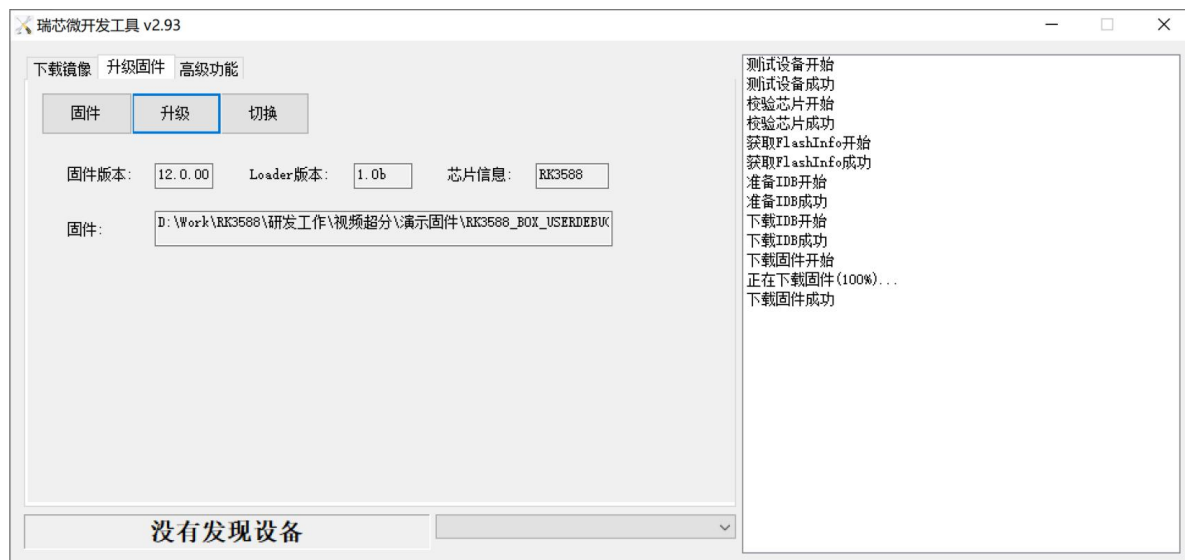 瑞芯微开发工具 v2.93
下载镜像 升级固件 高级功能
固件 升级 切换
固件版本: 12.0.00 Loader版本: 1.0b 芯片信息: RK3588
固件: D:\Work\RK3588\研发工作\视频超分\演示固件\RK3588_BOX_USERDEBUG
没有发现设备
测试设备开始
测试设备成功
校验芯片开始
校验芯片成功
获取FlashInfo开始
获取FlashInfo成功
准备IDB开始
准备IDB成功
下载IDB开始
下载IDB成功
下载固件开始
正在下载固件(100%)...
下载固件成功